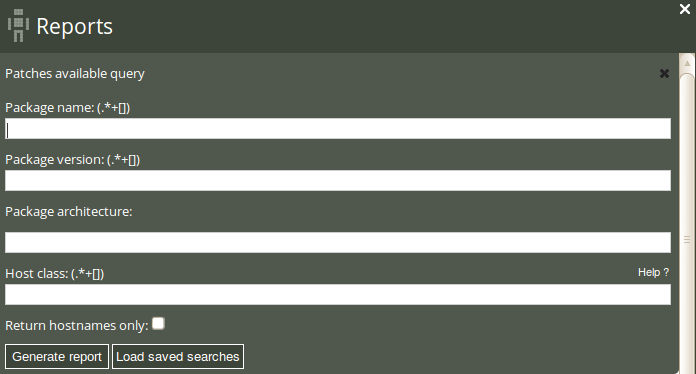 Reports
Patches available query
Package name: (.*+[])
Package version: (.*+[])
Package architecture:
Host class: (.*+[]) Help ?
Return hostnames only:
Generate report Load saved searches